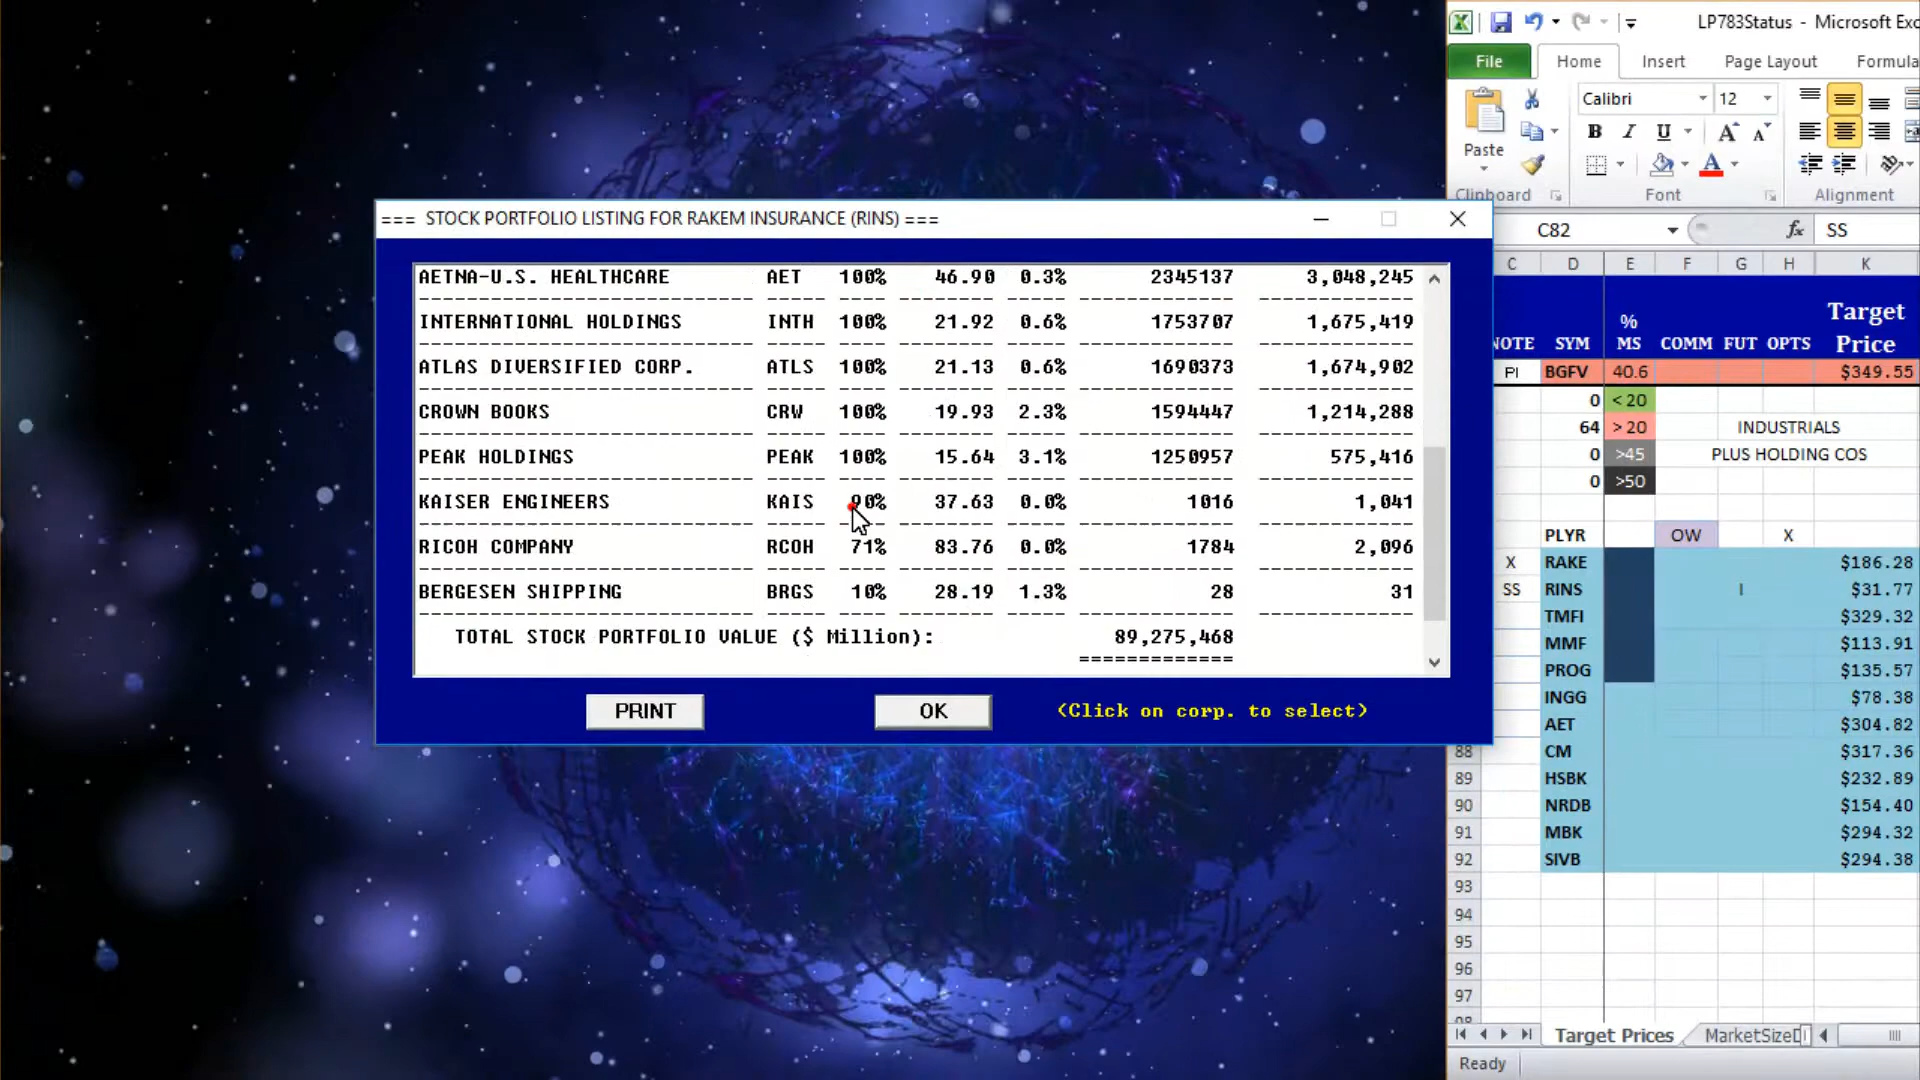 === STOCK PORTFOLIO LISTING FOR RAKEM INSURANCE (RINS) ===
AETNA-U.S. HEALTHCARE AET 100% 46.90 0.3% 2345137 3,048,245
INTERNATIONAL HOLDINGS INTH 100% 21.92 0.6% 1753707 1,675,419
ATLAS DIVERSIFIED CORP. ATLS 100% 21.13 0.6% 1690373 1,674,902
CROWN BOOKS CRW 100% 19.93 2.3% 1594447 1,214,288
PEAK HOLDINGS PEAK 100% 15.64 3.1% 1250957 575,416
KAISER ENGINEERS KAIS 90% 37.63 0.0% 1016 1,041
RICOH COMPANY RCOH 71% 83.76 0.0% 1784 2,096
BERGESEN SHIPPING BRGS 10% 28.19 1.3% 28 31
TOTAL STOCK PORTFOLIO VALUE ($ Million): 89,275,468
=============
PRINT OK (Click on corp. to select)
LP783Status - Microsoft Exc
File Home Insert Page Layout Formula
Paste Calibri 12
B I U A A
A
Clipboard Font Alignment
C82 fx SS
C D E F G H K
NOTE SYM % MS COMM FUT OPTS Target Price
PI BGFV 40.6 $349.55
0 < 20
64 > 20 INDUSTRIALS
0 >45 PLUS HOLDING COS
0 >50
PLYR OW X
X RAKE $186.28
SS RINS I $31.77
TMFI $329.32
MMF $113.91
PROG $135.57
INGG $78.38
AET $304.82
88 CM $317.36
89 HSBK $232.89
90 NRDB $154.40
91 MBK $294.32
92 SIVB $294.38
93
94
95
96
97
98
Target Prices MarketSizeD
Ready